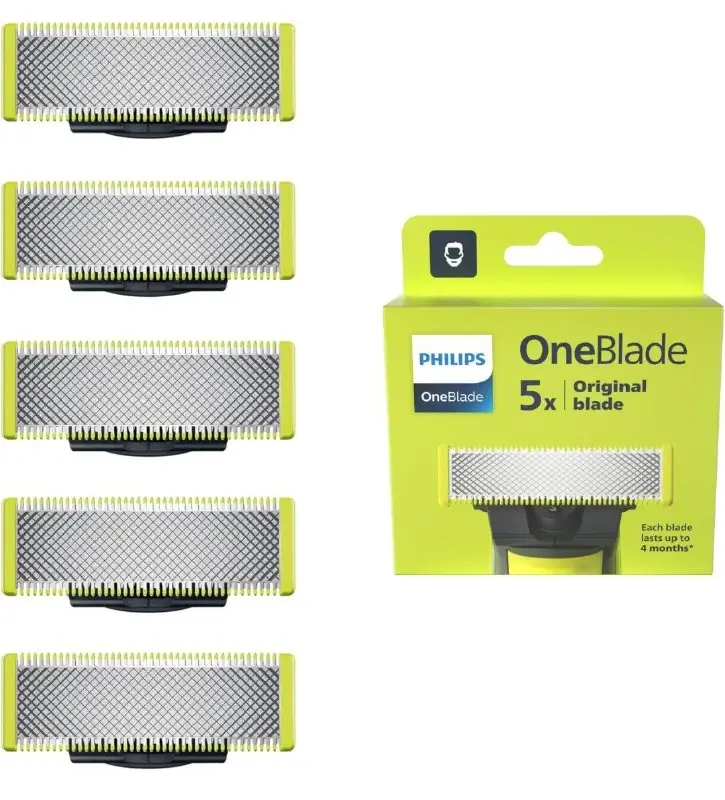 PHILIPS
OneBlade
OneBlade
5x
Original
blade
Each blade
lasts up to
4 months*